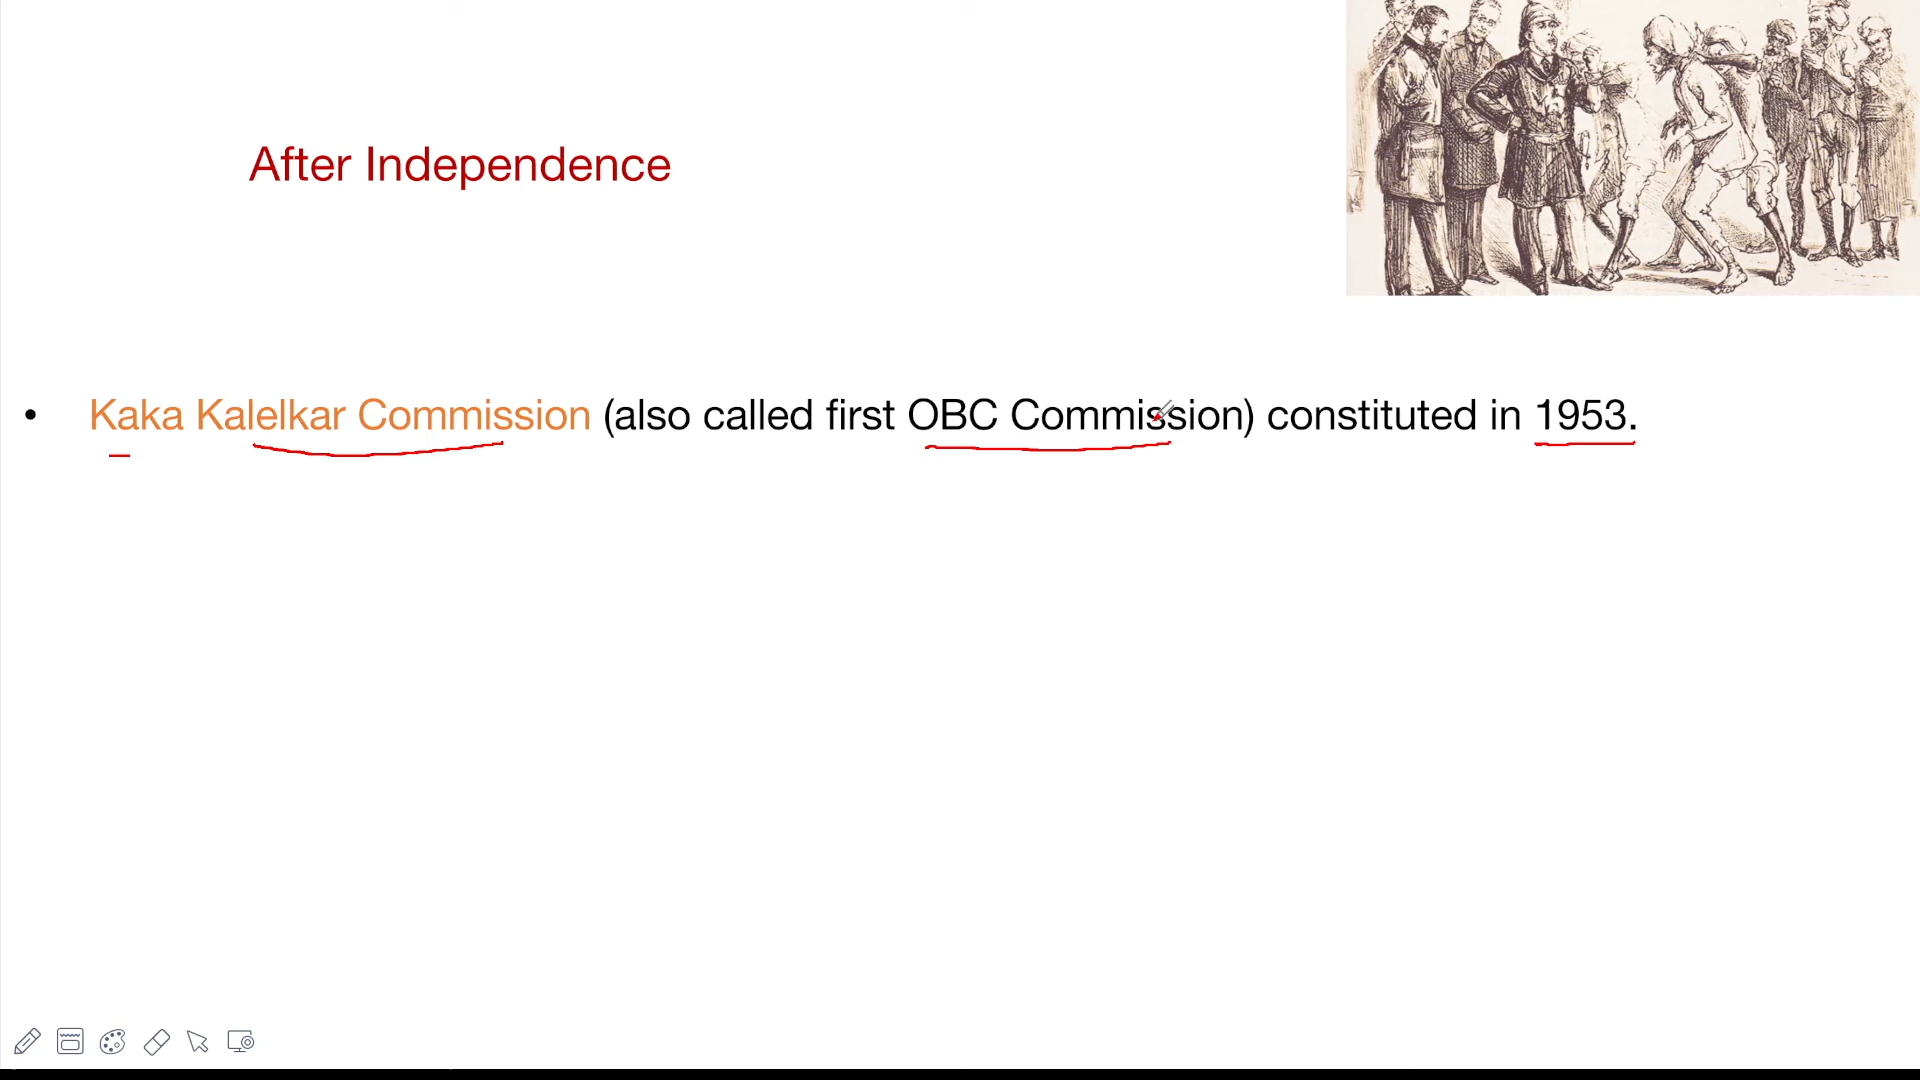 After Independence
• Kaka Kalelkar Commission (also called first OBC Commission) constituted in 1953.